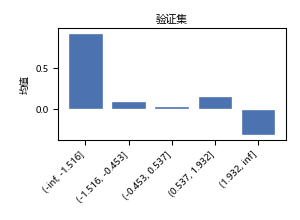 验证集
均值
0.5
0.0
(-inf, -1.516]
(-1.516, -0.453]
(-0.453, 0.537]
(0.537, 1.932]
(1.932, inf]